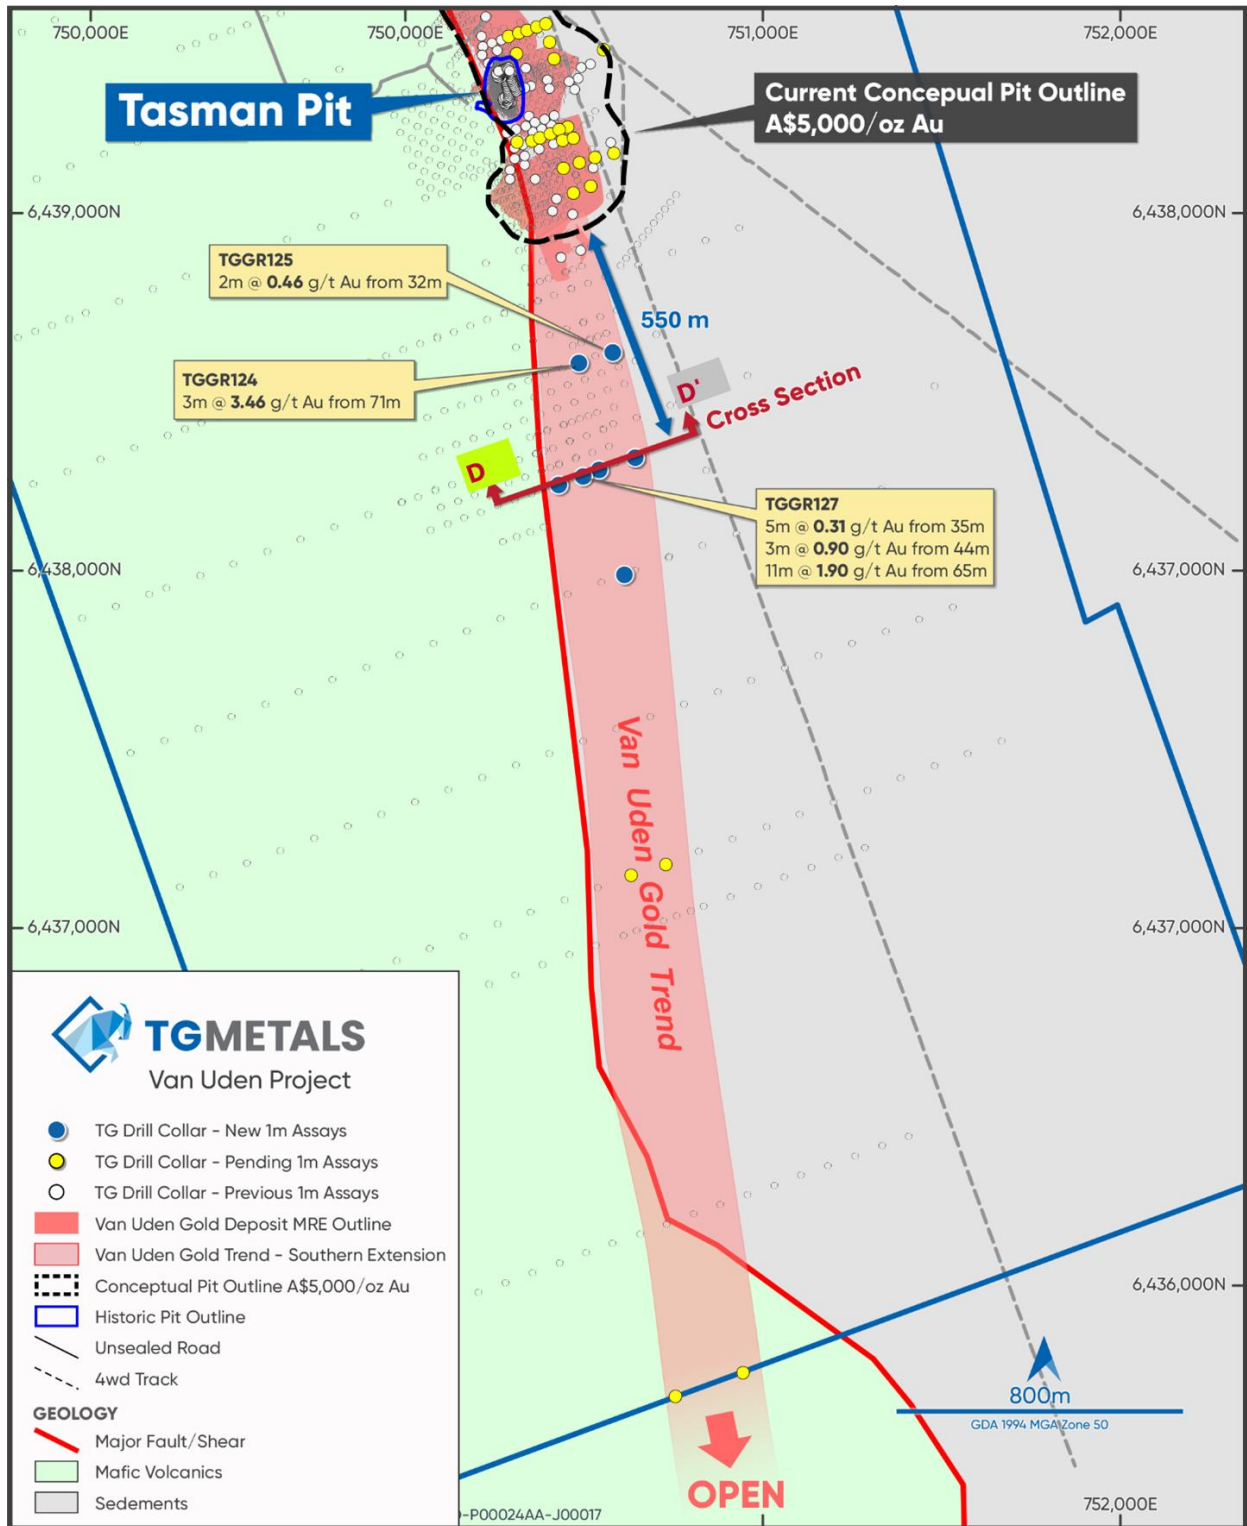 750,000E
750,000E
751,000E
752,000E
Tasman Pit
Current Concepual Pit Outline
A$5,000/oz Au
6,439,000N
6,438,000N
TGGR125
2m @ 0.46 g/t Au from 32m
550 m
TGGR124
3m @ 3.46 g/t Au from 71m
D'
Cross Section
D
TGGR127
5m @ 0.31 g/t Au from 35m
3m @ 0.90 g/t Au from 44m
11m @ 1.90 g/t Au from 65m
6,438,000N
6,437,000N
Van Uden Gold Trend
6,437,000N
6,437,000N
TGMETALS
Van Uden Project
TG Drill Collar - New 1m Assays
TG Drill Collar - Pending 1m Assays
TG Drill Collar - Previous 1m Assays
Van Uden Gold Deposit MRE Outline
Van Uden Gold Trend - Southern Extension
Conceptual Pit Outline A$5,000/oz Au
Historic Pit Outline
Unsealed Road
4wd Track
GEOLOGY
Major Fault/Shear
Mafic Volcanics
Sedements
6,436,000N
800m
GDA 1994 MGA Zone 50
OPEN
-P00024AA-J00017
752,000E